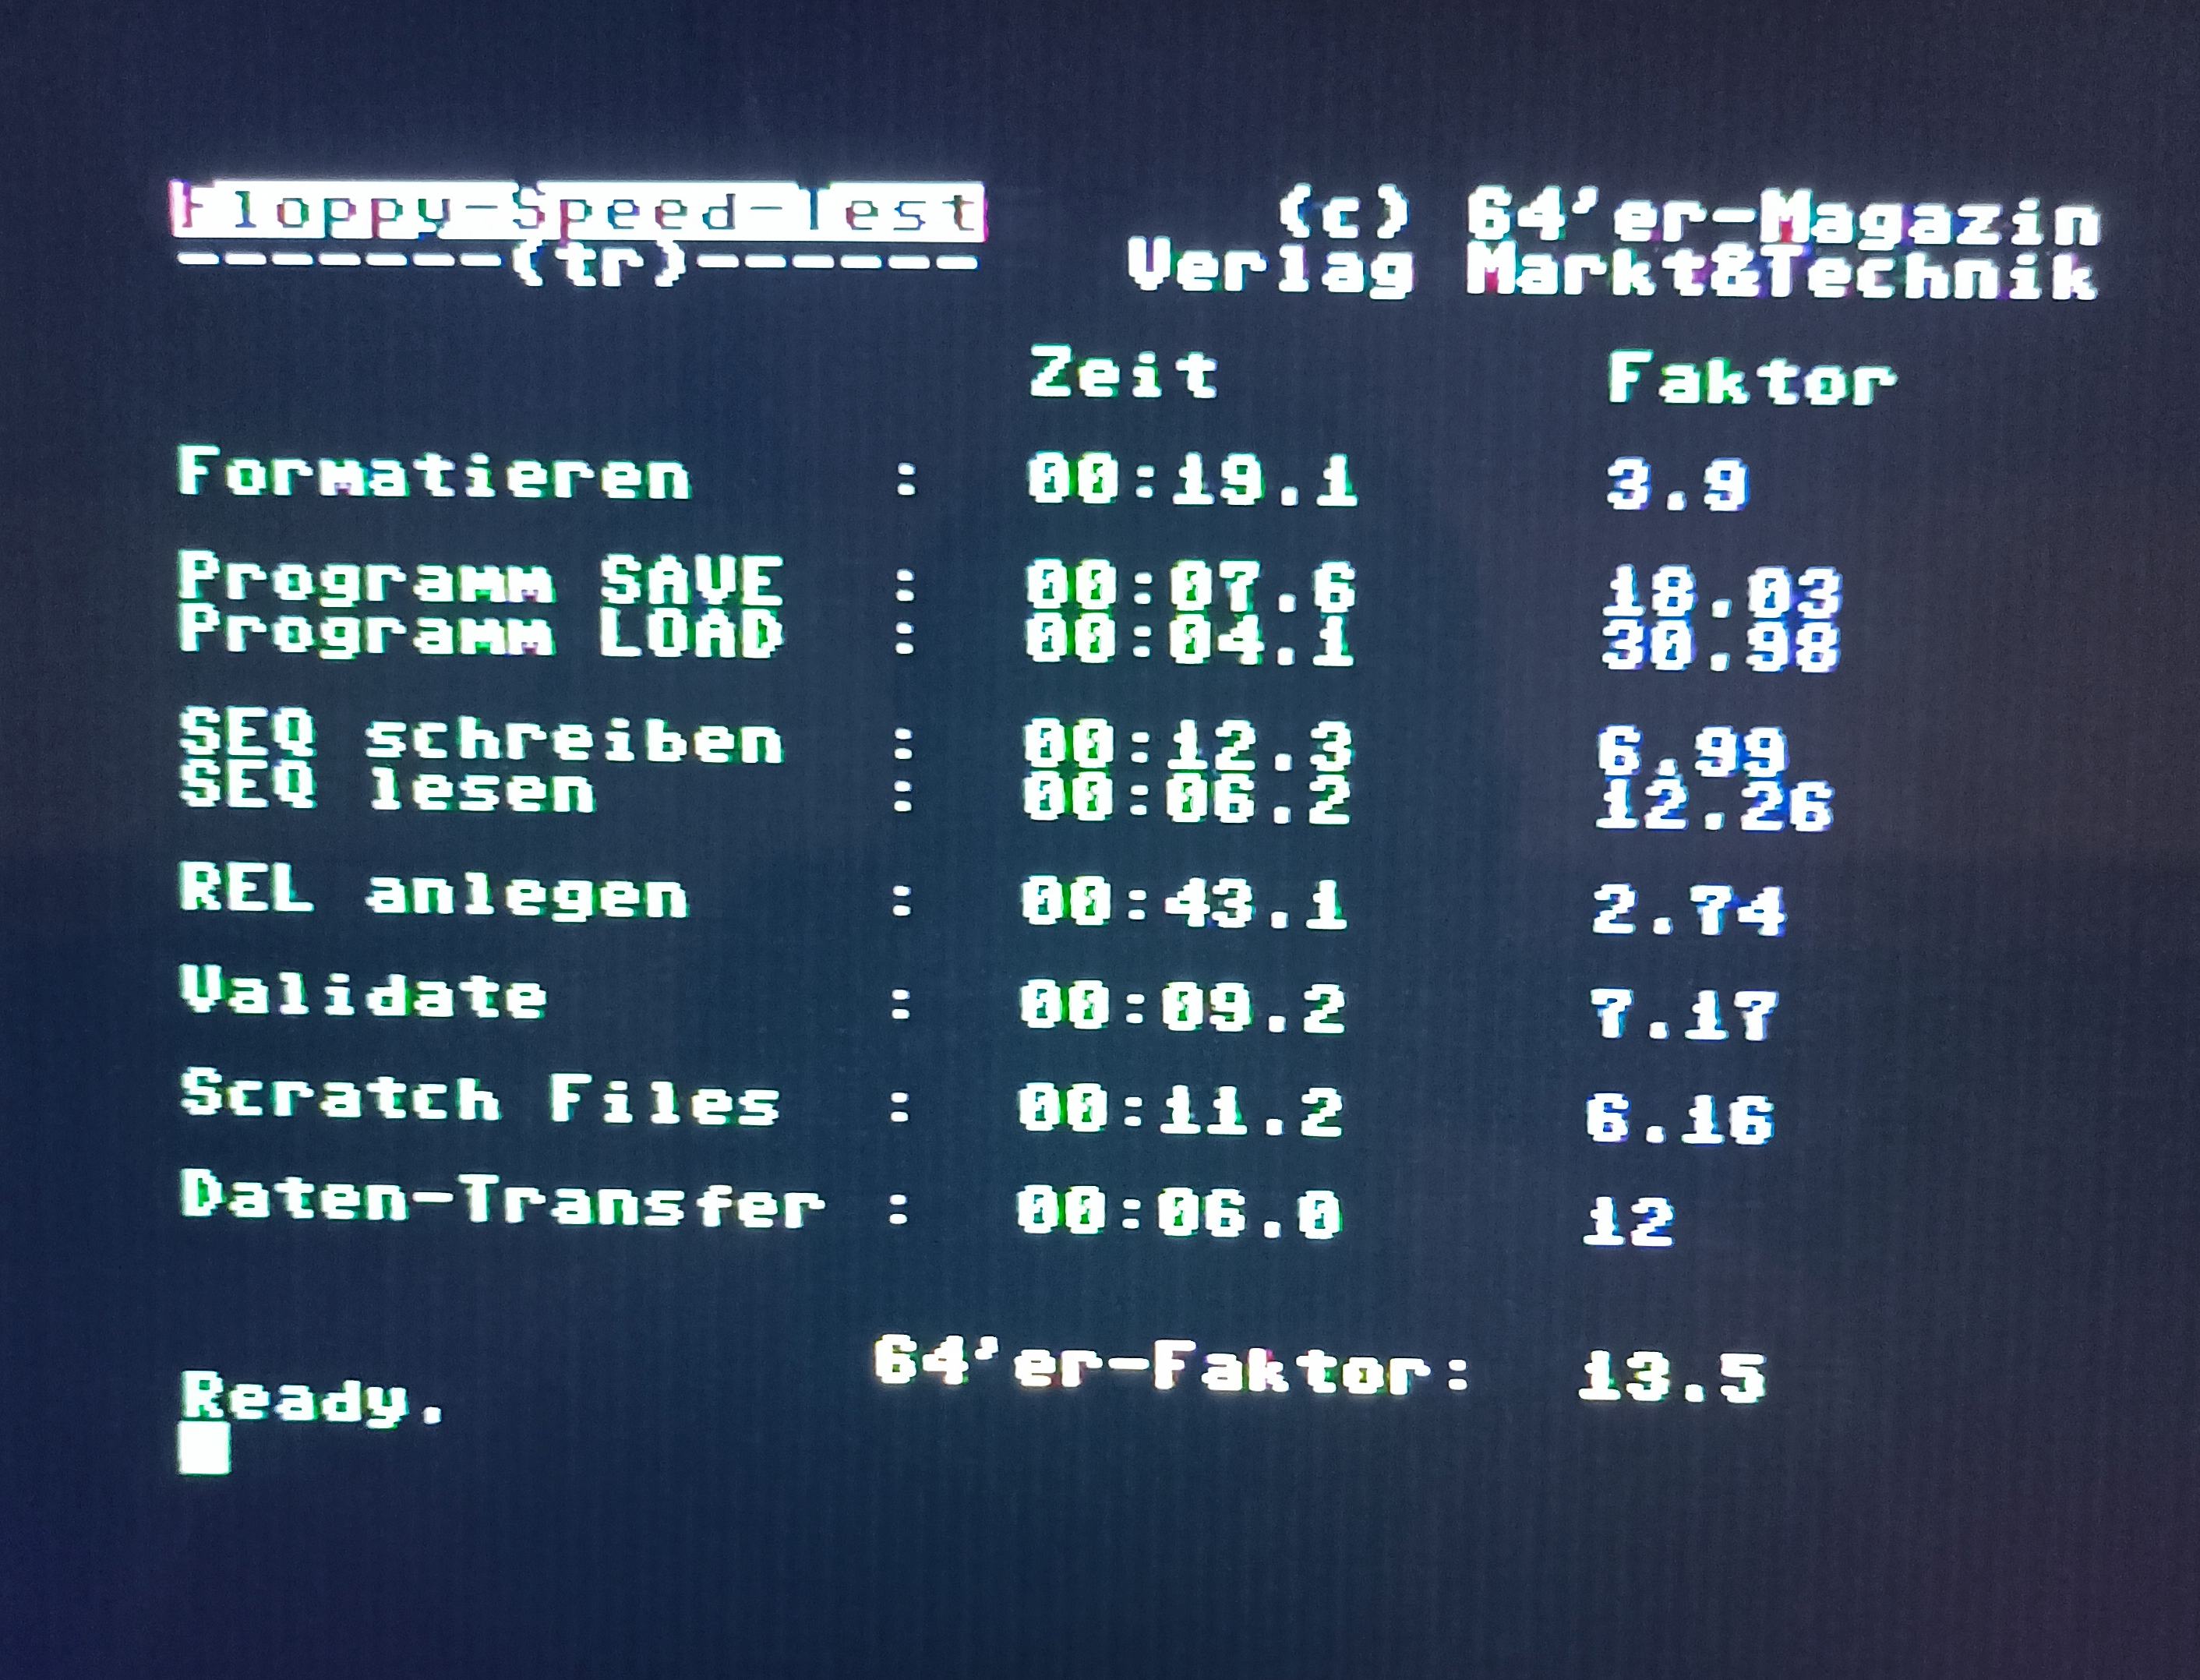 Floppy-Speed-Test (c) 64'er-Magazin
-------(tr)------ Verlag Markt&Technik
Zeit Faktor
Formatieren : 00:19.1 3.9
Programm SAVE : 00:07.6 18.03
Programm LOAD : 00:04.1 30.98
SEQ schreiben : 00:12.3 6.99
SEQ lesen : 00:06.2 12.26
REL anlegen : 00:43.1 2.74
Validate : 00:09.2 7.17
Scratch Files : 00:11.2 6.16
Daten-Transfer : 00:06.0 12
64'er-Faktor: 13.5
Ready.